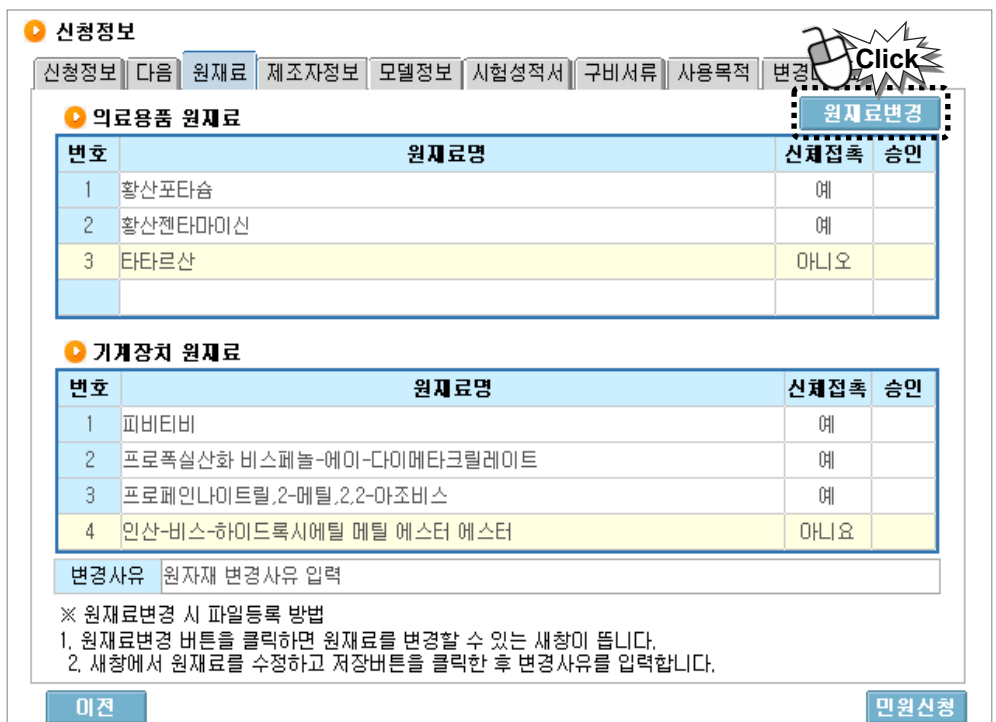 신청정보
신청정보 다음 원재료 제조자정보 모델정보 시험성적서 구비서류 사용목적 변경
Click
의료용품 원재료 원재료변경
번호 원재료명 신체접촉 승인
1 황산포타슘 예
2 황산젠타마이신 예
3 타타르산 아니오
기계장치 원재료
번호 원재료명 신체접촉 승인
1 피비티비 예
2 프로폭실산화 비스페놀-에이-다이메타크릴레이트 예
3 프로페인나이트릴,2-메틸,2,2-아조비스 예
4 인산-비스-하이드록시에틸 메틸 에스터 에스터 아니요
변경사유 원자재 변경사유 입력
※ 원재료변경 시 파일등록 방법
1. 원재료변경 버튼을 클릭하면 원재료를 변경할 수 있는 새창이 뜹니다.
2. 새창에서 원재료를 수정하고 저장버튼을 클릭한 후 변경사유를 입력합니다.
이전 민원신청